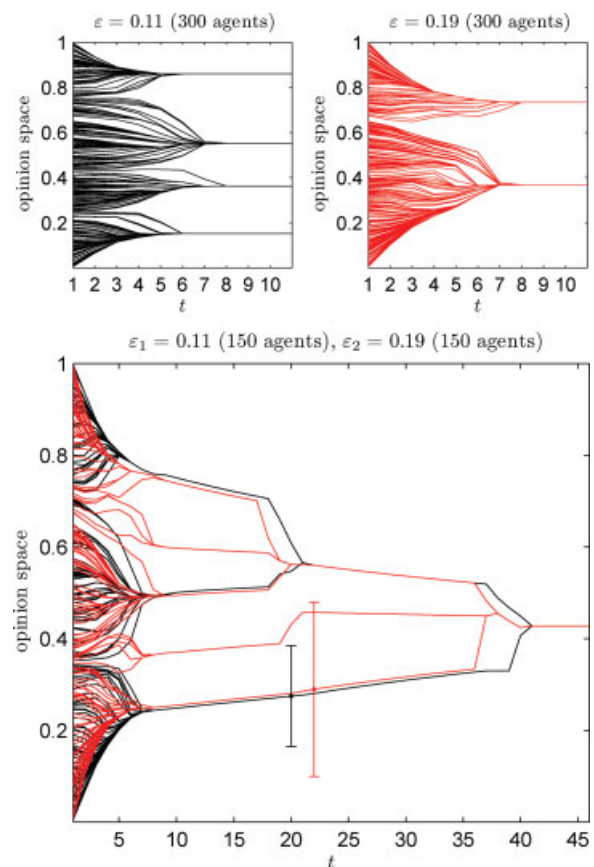 ε = 0.11 (300 agents)
ε = 0.19 (300 agents)
opinion space
1
0.8
0.6
0.4
0.2
1 2 3 4 5 6 7 8 9 10
t
opinion space
1
0.8
0.6
0.4
0.2
1 2 3 4 5 6 7 8 9 10
t
ε₁ = 0.11 (150 agents), ε₂ = 0.19 (150 agents)
opinion space
1
0.8
0.6
0.4
0.2
5 10 15 20 25 30 35 40 45
t